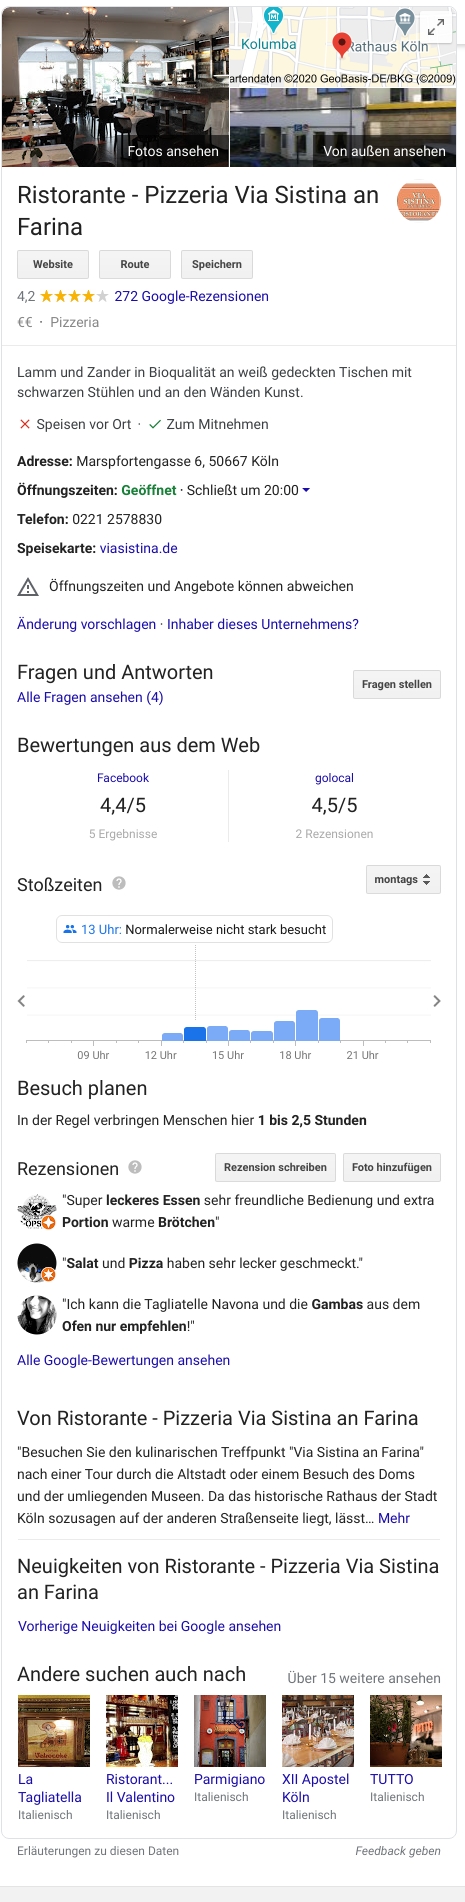 Kolumba
Rathaus Köln
artendaten ©2020 GeoBasis-DE/BKG (©2009)
Fotos ansehen
Von außen ansehen
Ristorante - Pizzeria Via Sistina an
Farina
VIA
SISTINA
Website
Route
Speichern
4,2
272 Google-Rezensionen
€€ · Pizzeria
Lamm und Zander in Bioqualität an weiß gedeckten Tischen mit
schwarzen Stühlen und an den Wänden Kunst.
Speisen vor Ort · Zum Mitnehmen
Adresse: Marspfortengasse 6, 50667 Köln
Öffnungszeiten: Geöffnet · Schließt um 20:00
Telefon: 0221 2578830
Speisekarte: viasistina.de
Öffnungszeiten und Angebote können abweichen
Änderung vorschlagen · Inhaber dieses Unternehmens?
Fragen und Antworten
Alle Fragen ansehen (4)
Fragen stellen
Bewertungen aus dem Web
Facebook
4,4/5
5 Ergebnisse
golocal
4,5/5
2 Rezensionen
Stoßzeiten ?
montags
13 Uhr: Normalerweise nicht stark besucht
09 Uhr
12 Uhr
15 Uhr
18 Uhr
21 Uhr
Besuch planen
In der Regel verbringen Menschen hier 1 bis 2,5 Stunden
Rezensionen ?
Rezension schreiben
Foto hinzufügen
OPS
"Super leckeres Essen sehr freundliche Bedienung und extra
Portion warme Brötchen"
"Salat und Pizza haben sehr lecker geschmeckt."
"Ich kann die Tagliatelle Navona und die Gambas aus dem
Ofen nur empfehlen!"
Alle Google-Bewertungen ansehen
Von Ristorante - Pizzeria Via Sistina an Farina
"Besuchen Sie den kulinarischen Treffpunkt "Via Sistina an Farina"
nach einer Tour durch die Altstadt oder einem Besuch des Doms
und der umliegenden Museen. Da das historische Rathaus der Stadt
Köln sozusagen auf der anderen Straßenseite liegt, lässt… Mehr
Neuigkeiten von Ristorante - Pizzeria Via Sistina
an Farina
Vorherige Neuigkeiten bei Google ansehen
Andere suchen auch nach
Über 15 weitere ansehen
La
Tagliatella
Italienisch
Ristorant...
Il Valentino
Italienisch
Parmigiano
Italienisch
XII Apostel
Köln
Italienisch
TUTTO
Italienisch
Erläuterungen zu diesen Daten
Feedback geben